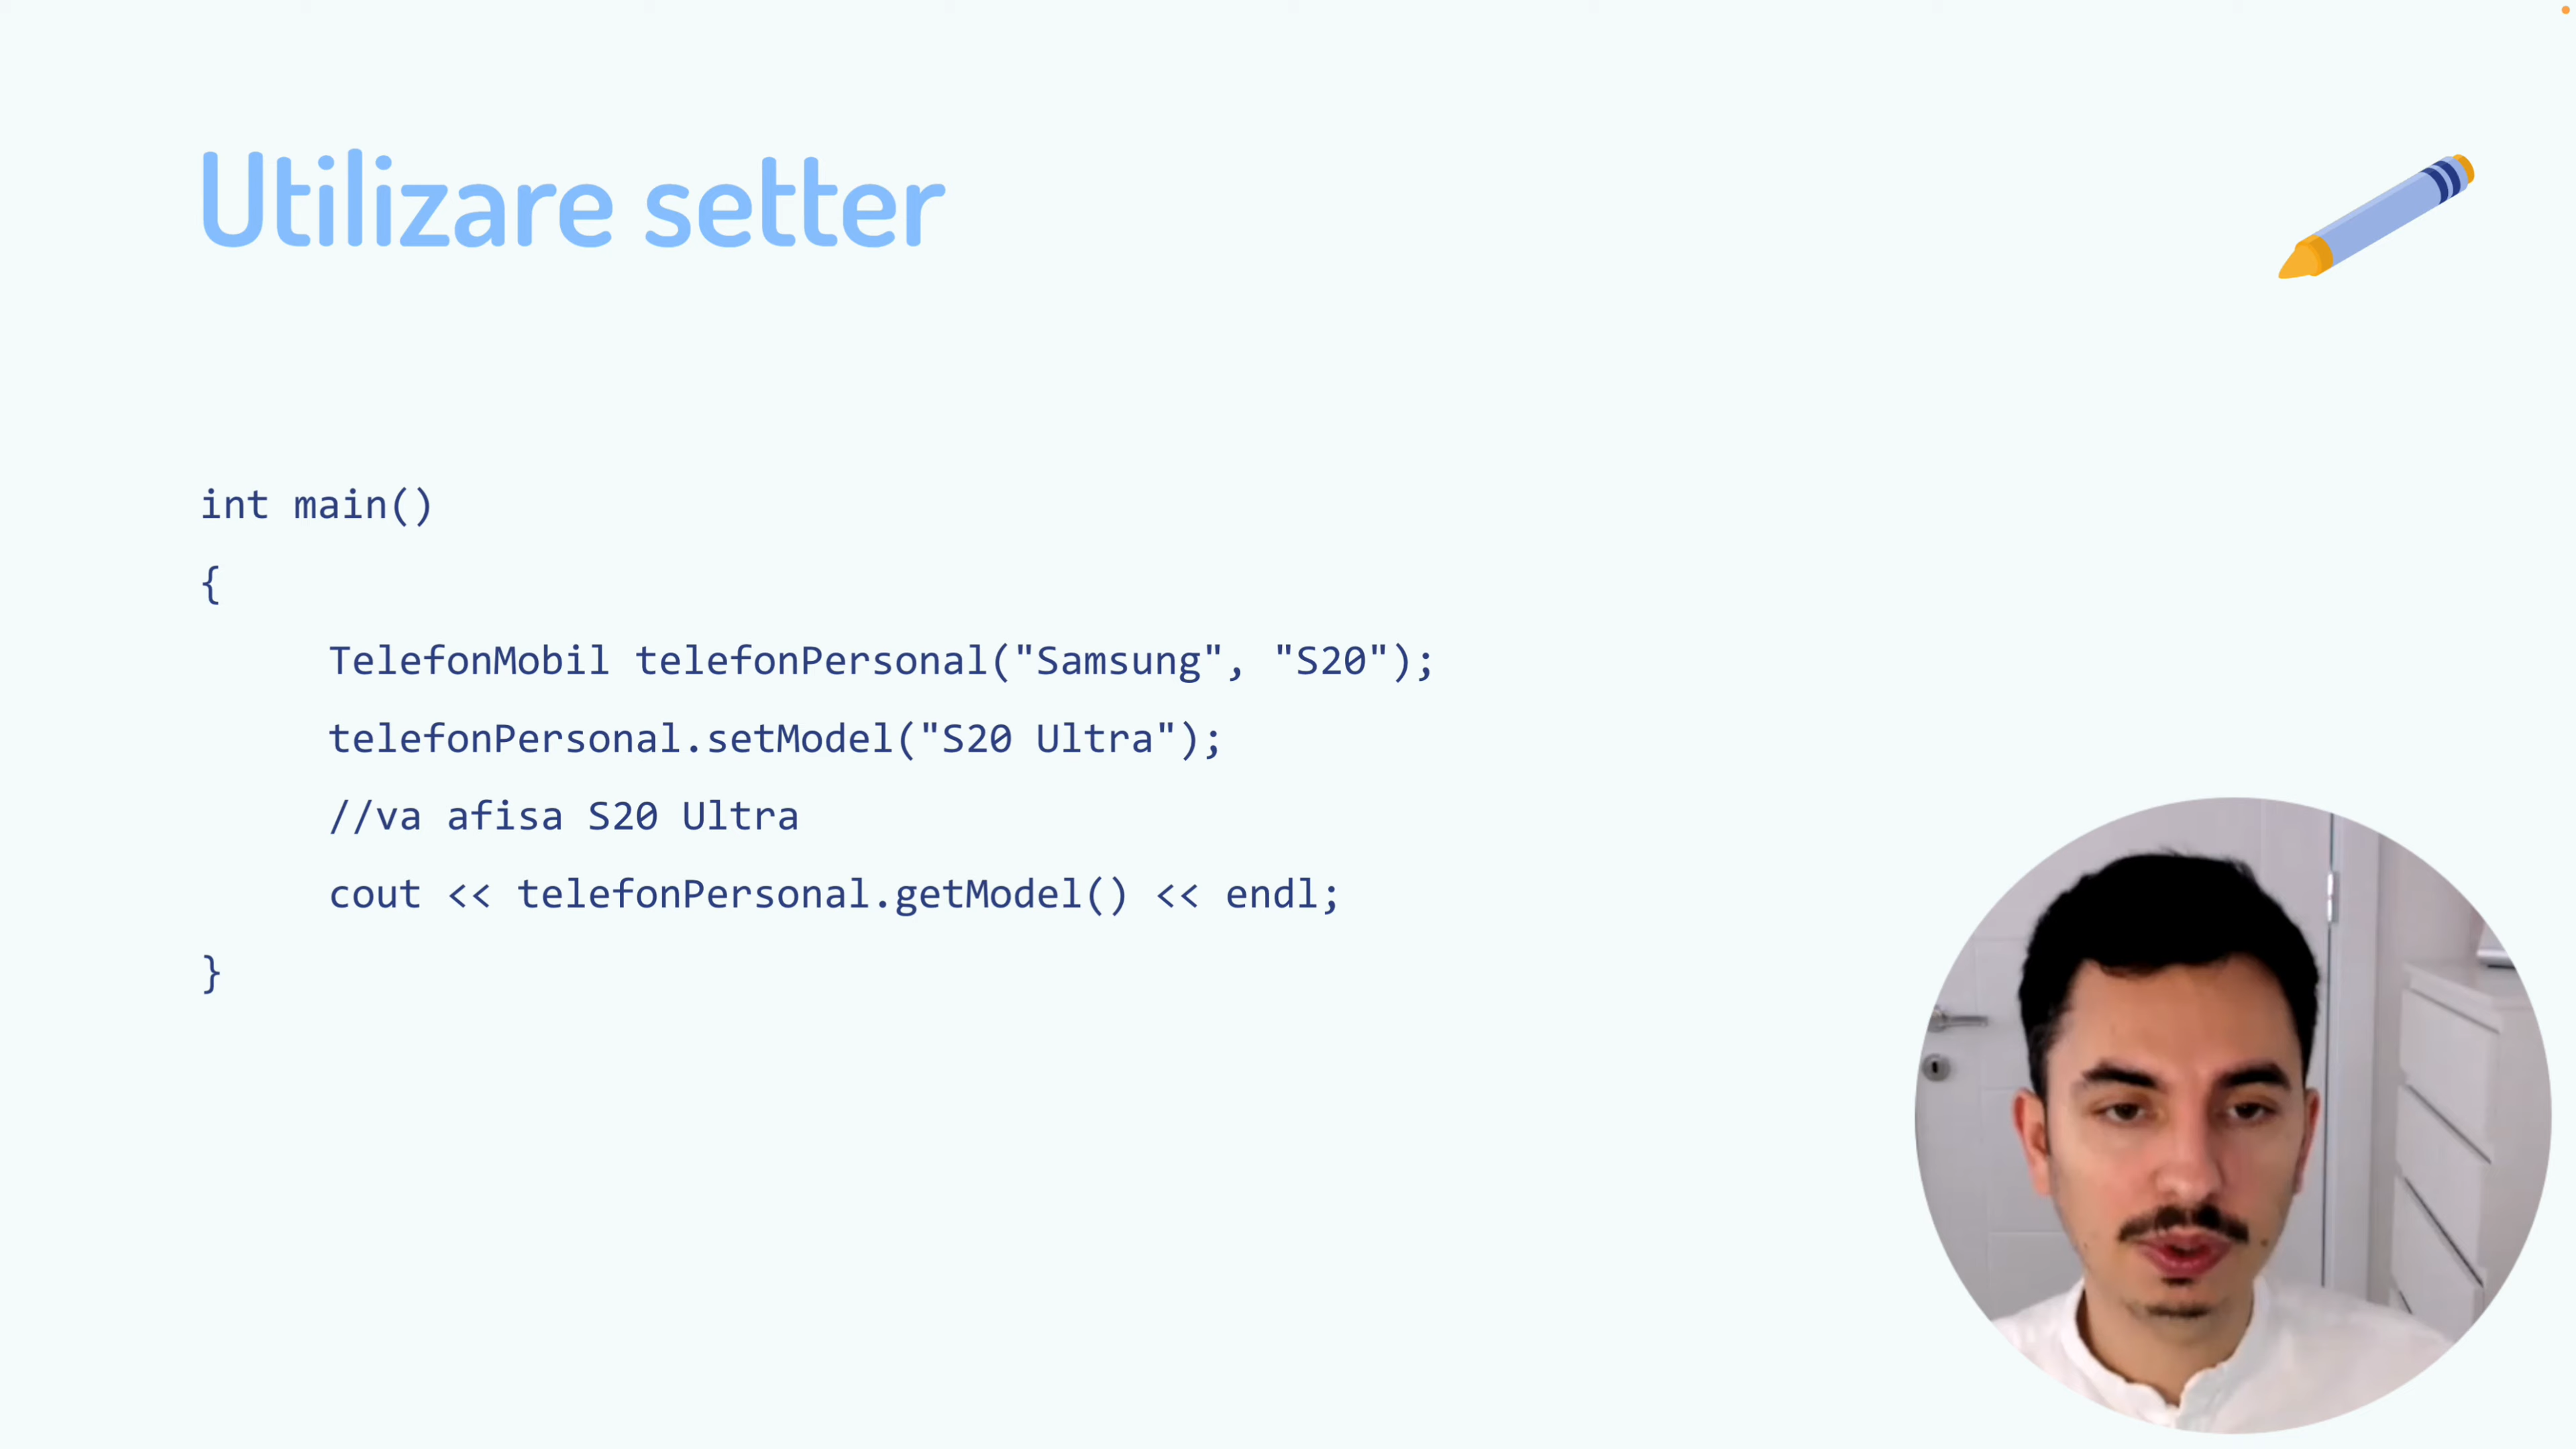 Utilizare setter
int main()
{
TelefonMobil telefonPersonal("Samsung", "S20");
telefonPersonal.setModel("S20 Ultra");
//va afisa S20 Ultra
cout << telefonPersonal.getModel() << endl;
}